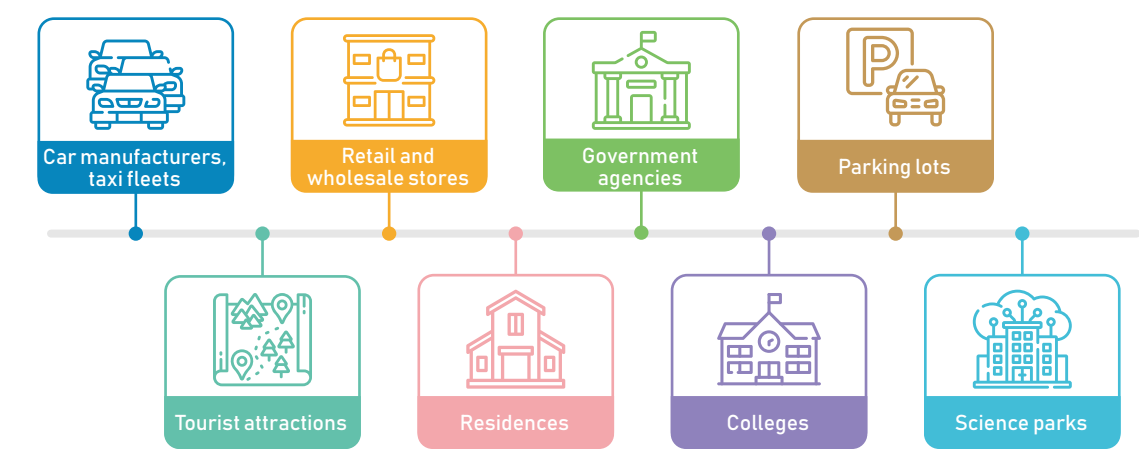 P
Car manufacturers,
taxi fleets
Retail and
wholesale stores
Government
agencies
Parking lots
Tourist attractions
Residences
Colleges
Science parks